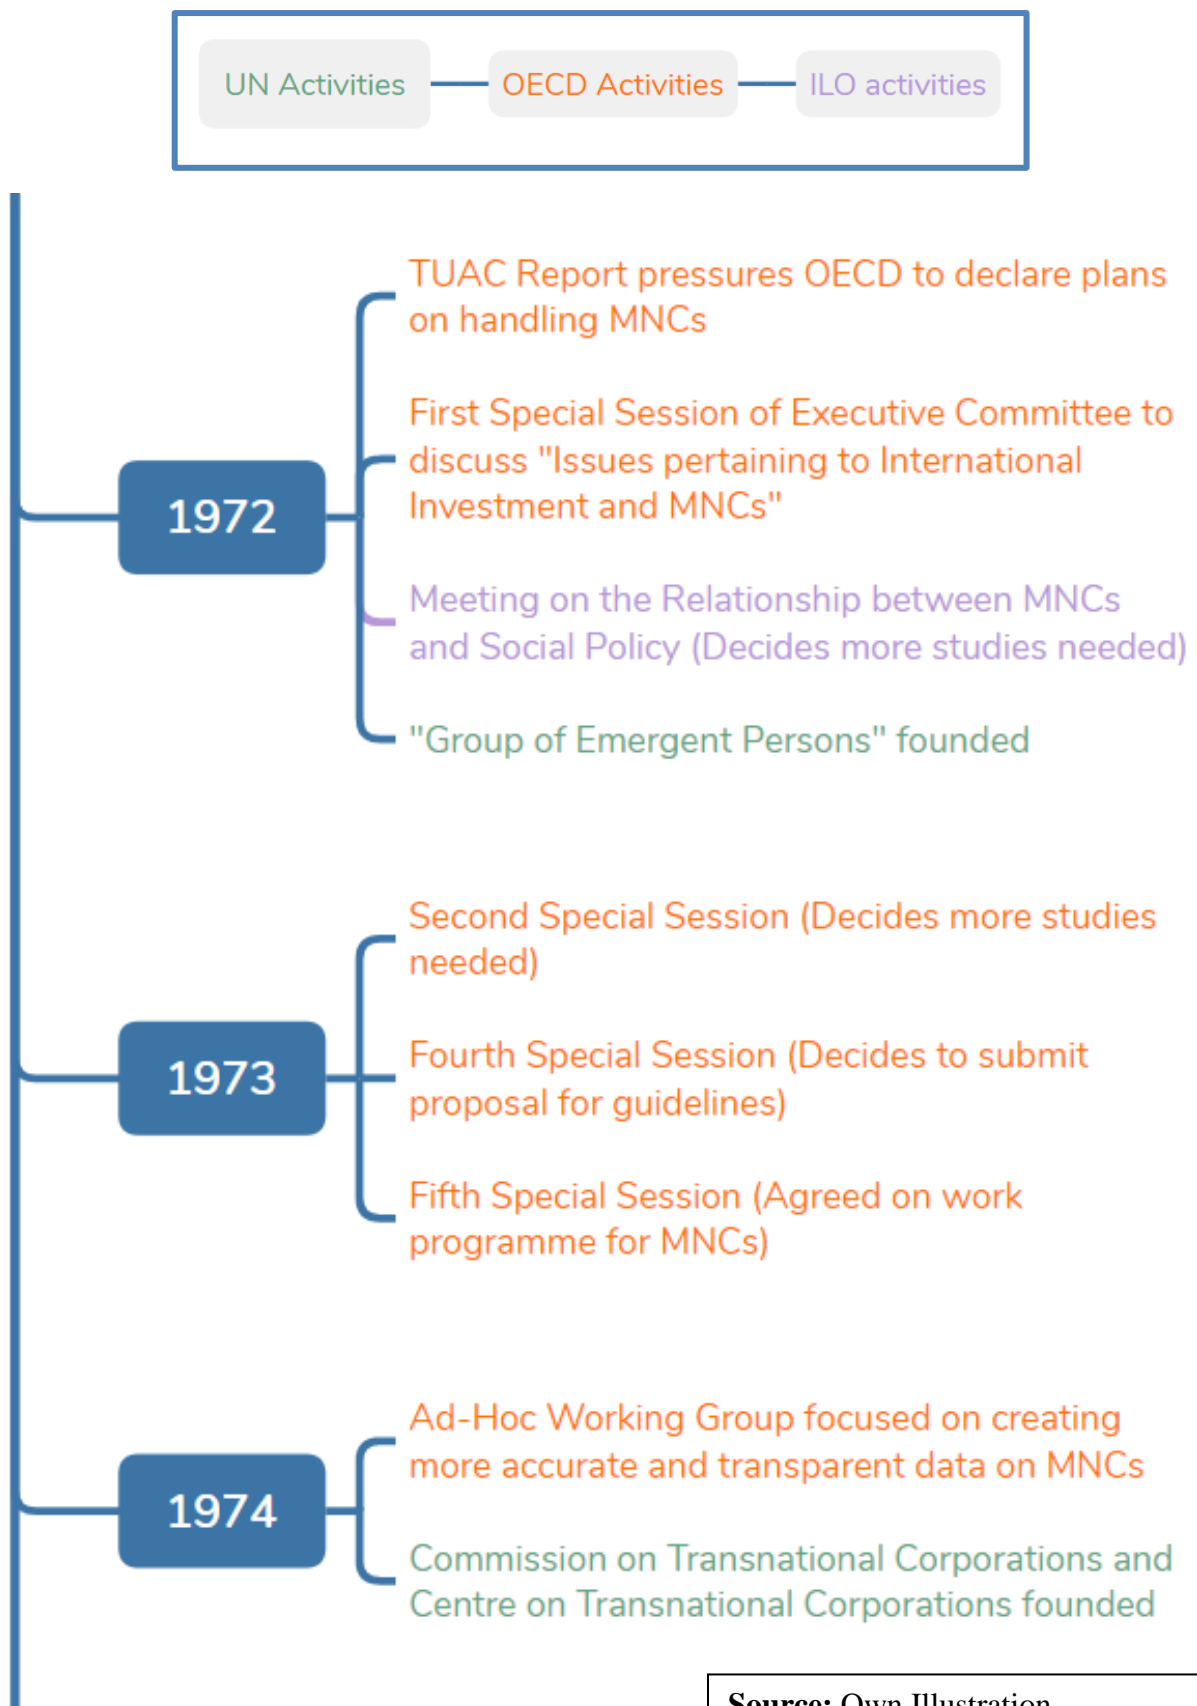 UN Activities
OECD Activities
ILO activities
TUAC Report pressures OECD to declare plans
on handling MNCs
First Special Session of Executive Committee to
discuss "Issues pertaining to International
Investment and MNCs"
1972
Meeting on the Relationship between MNCs
and Social Policy (Decides more studies needed)
"Group of Emergent Persons" founded
Second Special Session (Decides more studies
needed)
1973
Fourth Special Session (Decides to submit
proposal for guidelines)
Fifth Special Session (Agreed on work
programme for MNCs)
Ad-Hoc Working Group focused on creating
more accurate and transparent data on MNCs
1974
Commission on Transnational Corporations and
Centre on Transnational Corporations founded
Source: Own Illustration